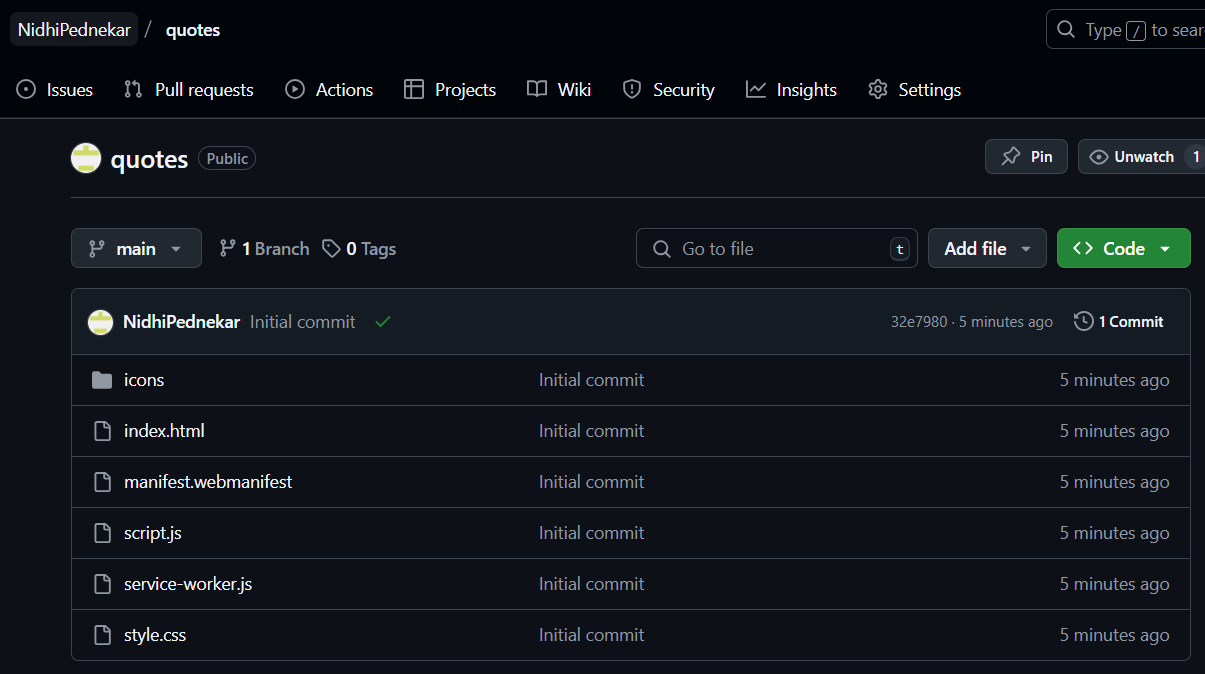 NidhiPednekar / quotes
Type / to sear
Issues Pull requests Actions Projects Wiki Security Insights Settings
quotes Public Pin Unwatch 1
main 1 Branch 0 Tags Go to file t Add file Code
NidhiPednekar Initial commit 32e7980 · 5 minutes ago 1 Commit
icons Initial commit 5 minutes ago
index.html Initial commit 5 minutes ago
manifest.webmanifest Initial commit 5 minutes ago
script.js Initial commit 5 minutes ago
service-worker.js Initial commit 5 minutes ago
style.css Initial commit 5 minutes ago